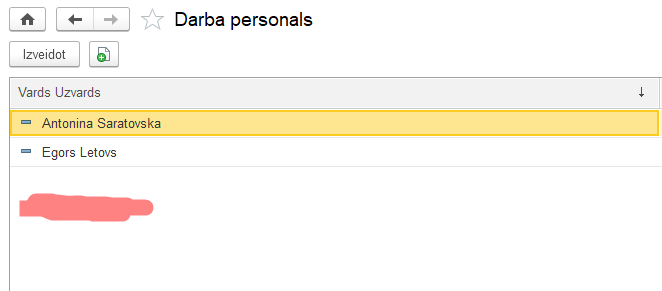 Darba personals
Izveidot
Vards Uzvards
Antonina Saratovska
Egors Letovs